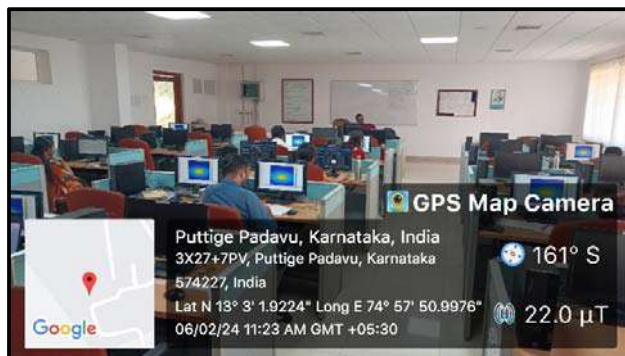 GPS Map Camera
Puttige Padavu, Karnataka, India
3X27+7PV, Puttige Padavu, Karnataka
574227, India
Lat N 13° 3' 1.9224" Long E 74° 57' 50.9976"
06/02/24 11:23 AM GMT +05:30
161° S
22.0 μT
Google